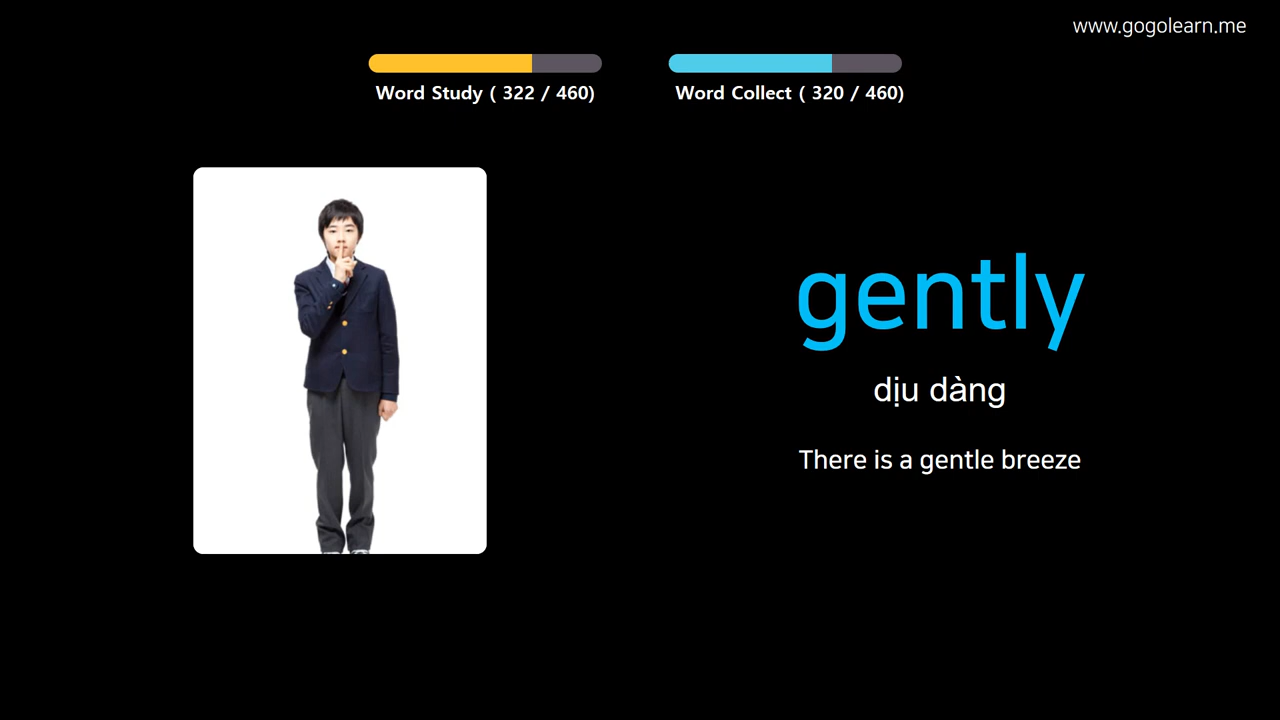 www.gogolearn.me
Word Study ( 322 / 460)
Word Collect ( 320 / 460)
gently
dịu dàng
There is a gentle breeze